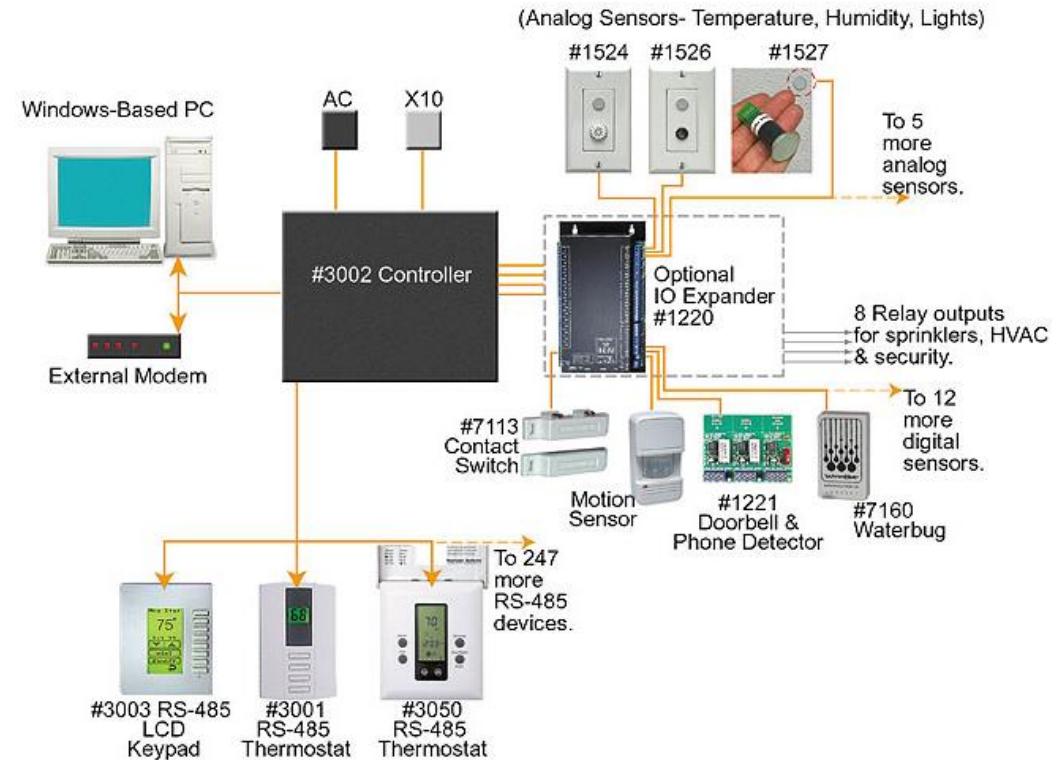 (Analog Sensors- Temperature, Humidity, Lights)
#1524
#1526
#1527
Windows-Based PC
AC
X10
To 5
more
analog
sensors.
#3002 Controller
Optional
IO Expander
#1220
8 Relay outputs
for sprinklers, HVAC
& security.
External Modem
To 12
more
digital
sensors.
#7113
Contact
Switch
Motion
Sensor
#1221
Doorbell &
Phone Detector
#7160
Waterbug
To 247
more
RS-485
devices.
75°
68
70
#3003 RS-485
LCD
Keypad
#3001
RS-485
Thermostat
#3050
RS-485
Thermostat